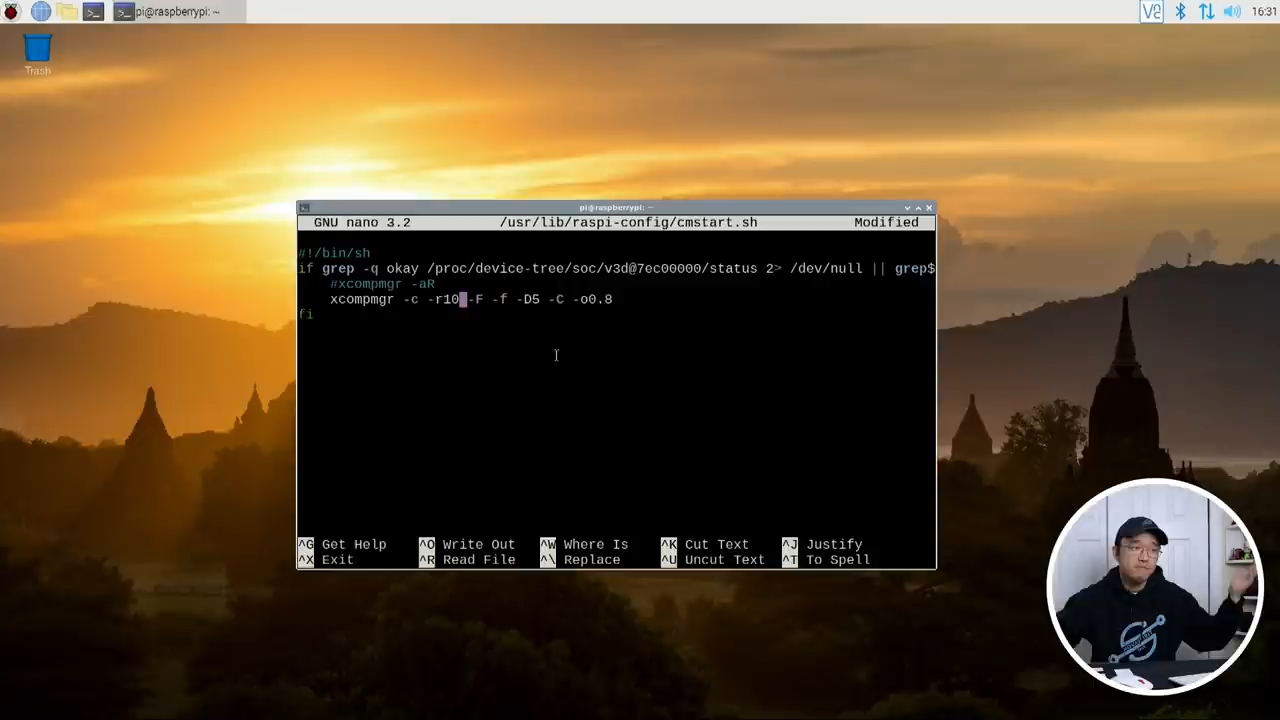 pi@raspberrypi: ~
V2
16:31
Trash
pi@raspberrypi: ~
GNU nano 3.2 /usr/lib/raspi-config/cmstart.sh Modified
#!/bin/sh
if grep -q okay /proc/device-tree/soc/v3d@7ec00000/status 2> /dev/null || grep$
#xcompmgr -aR
xcompmgr -c -r10 -F -f -D5 -C -o0.8
fi
^G Get Help ^O Write Out ^W Where Is ^K Cut Text ^J Justify
^X Exit ^R Read File ^\ Replace ^U Uncut Text ^T To Spell